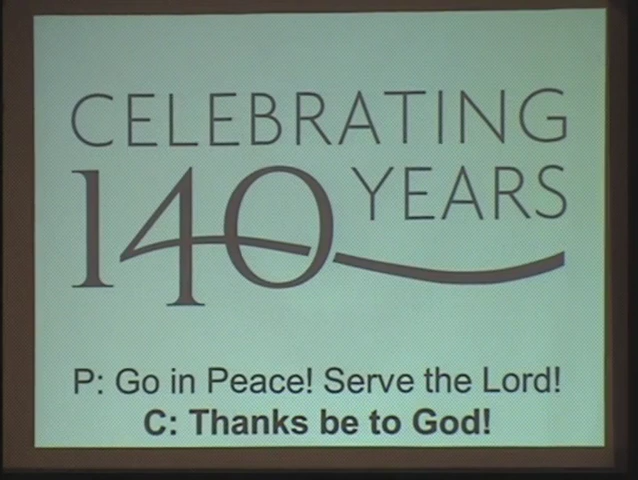 CELEBRATING
140 YEARS
P: Go in Peace! Serve the Lord!
C: Thanks be to God!